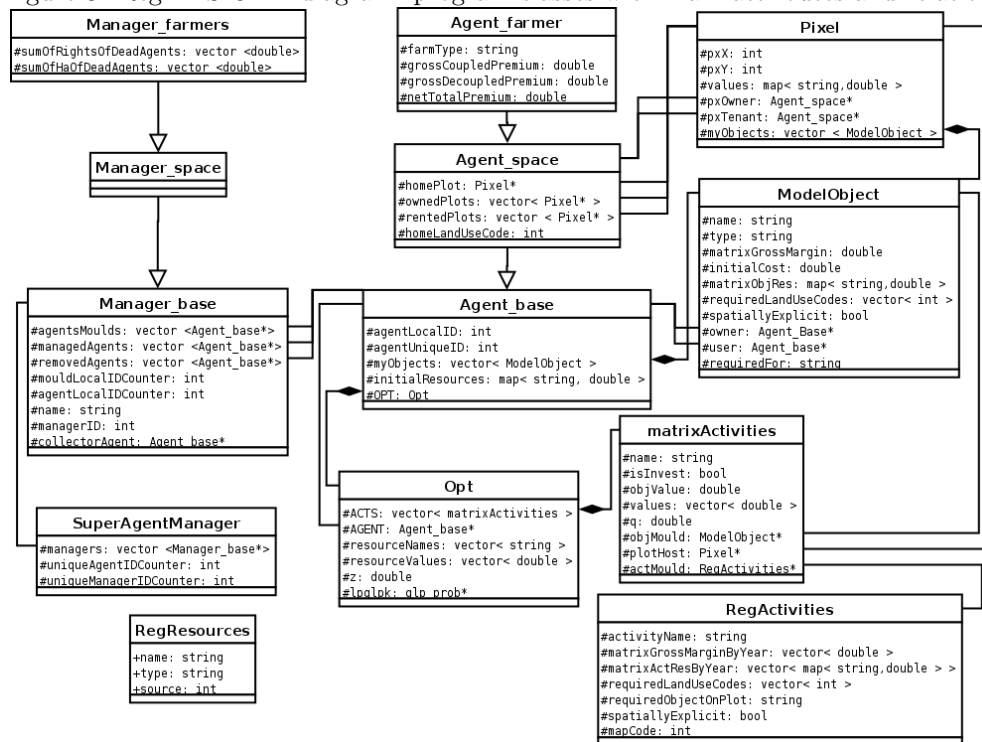 Manager_farmers
#sumOfRightsOfDeadAgents: vector <double>
#sumOfHaOfDeadAgents: vector <double>
Agent_farmer
#farmType: string
#grossCoupledPremium: double
#grossDecoupledPremium: double
#netTotalPremium: double
Pixel
#pxX: int
#pxY: int
#values: map< string,double >
#pxOwner: Agent_space*
#pxTenant: Agent_space*
#myObjects: vector < ModelObject >
Manager_space
Agent_space
#homePlot: Pixel*
#ownedPlots: vector< Pixel* >
#rentedPlots: vector < Pixel* >
#homeLandUseCode: int
ModelObject
#name: string
#type: string
#matrixGrossMargin: double
#initialCost: double
#matrixObjRes: map< string,double >
#requiredLandUseCodes: vector< int >
#spatiallyExplicit: bool
#owner: Agent_Base*
#user: Agent_base*
#requiredFor: string
Manager_base
#agentsMoulds: vector <Agent_base*>
#managedAgents: vector <Agent_base*>
#removedAgents: vector <Agent_base*>
#mouldLocalIDCounter: int
#agentLocalIDCounter: int
#name: string
#managerID: int
#collectorAgent: Agent_base*
Agent_base
#agentLocalID: int
#agentUniqueID: int
#myObjects: vector< ModelObject >
#initialResources: map< string, double >
#OPT: Opt
matrixActivities
#name: string
#isInvest: bool
#objValue: double
#values: vector< double >
#q: double
#objMould: ModelObject*
#plotHost: Pixel*
#actMould: RegActivities*
Opt
#ACTS: vector< matrixActivities >
#AGENT: Agent_base*
#resourceNames: vector< string >
#resourceValues: vector< double >
#z: double
#lpglpk: glp_prob*
SuperAgentManager
#managers: vector <Manager_base*>
#uniqueAgentIDCounter: int
#uniqueManagerIDCounter: int
RegResources
+name: string
+type: string
+source: int
RegActivities
#activityName: string
#matrixGrossMarginByYear: vector< double >
#matrixActResByYear: vector< map< string,double > >
#requiredLandUseCodes: vector< int >
#requiredObjectOnPlot: string
#spatiallyExplicit: bool
#mapCode: int